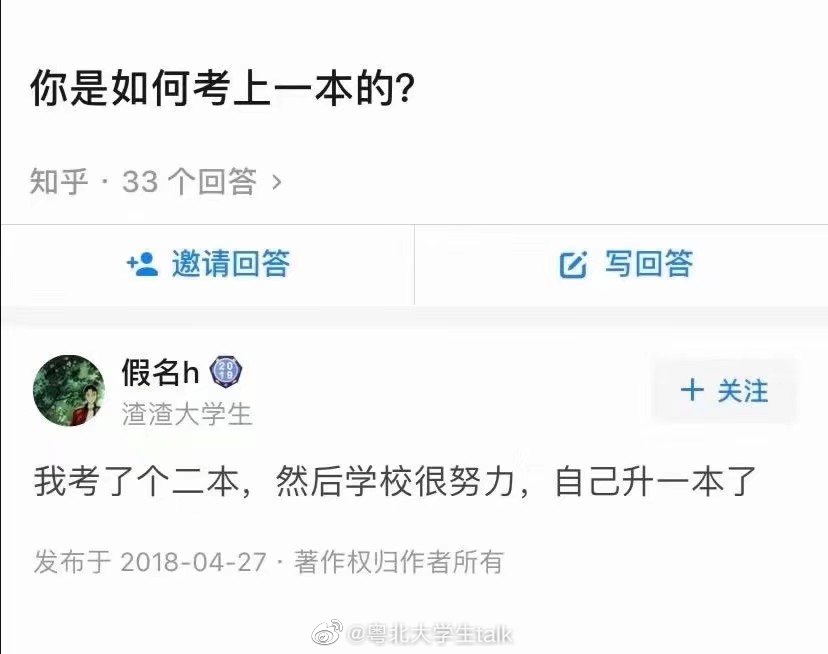 你是如何考上一本的?
知乎 · 33 个回答 >
邀请回答
写回答
假名h 2019
渣渣大学生
+ 关注
我考了个二本，然后学校很努力，自己升一本了
发布于 2018-04-27 · 著作权归作者所有
@粤北大学生talk